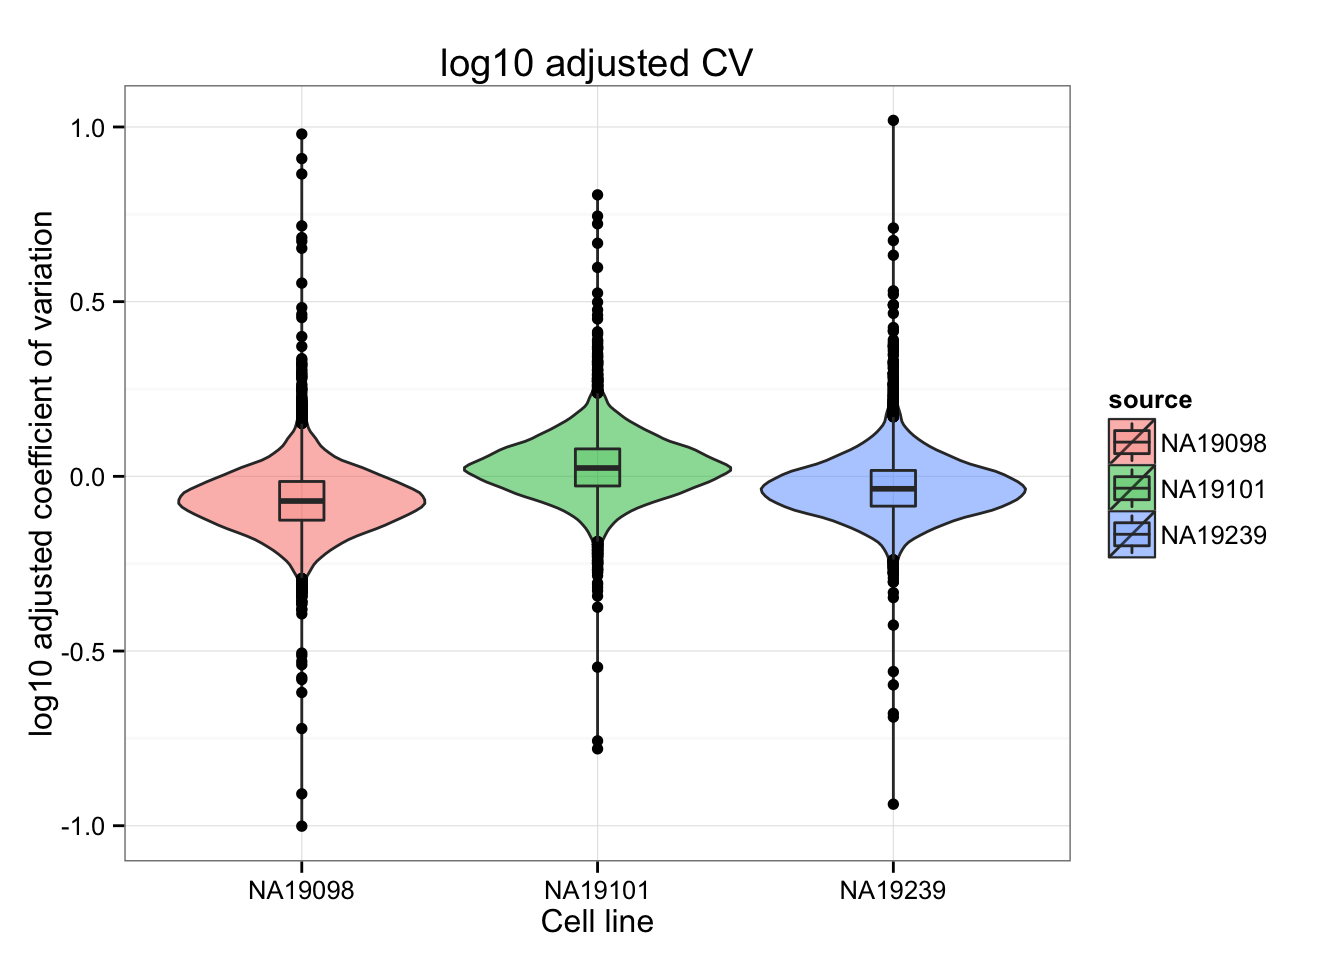 log10 adjusted CV
log10 adjusted coefficient of variation
1.0
0.5
0.0
-0.5
-1.0
NA19098
NA19101
NA19239
Cell line
source
NA19098
NA19101
NA19239